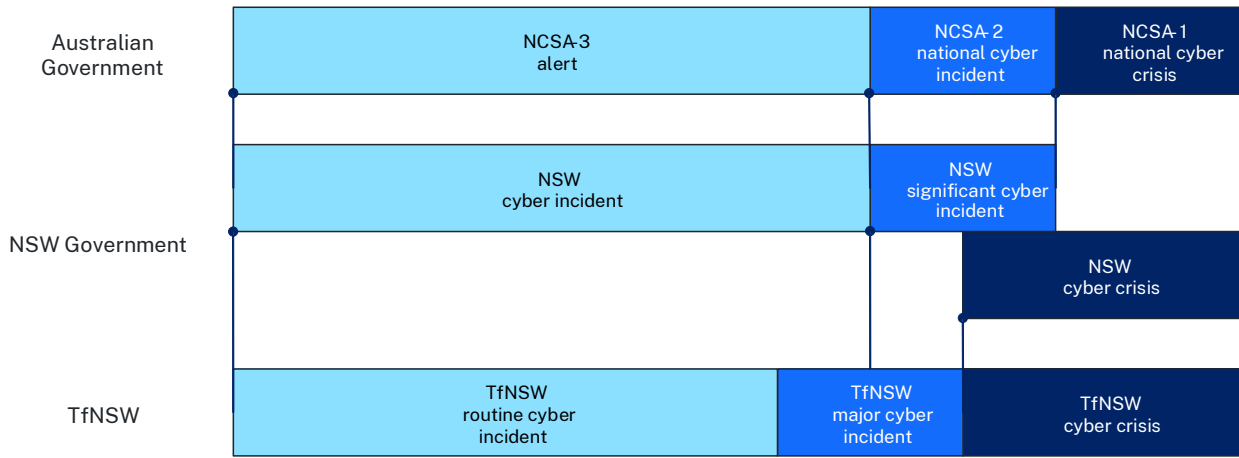 Australian
Government
NCSA-3
alert
NCSA-2
national cyber
incident
NCSA-1
national cyber
crisis
NSW Government
NSW
cyber incident
NSW
significant cyber
incident
NSW
cyber crisis
TfNSW
TfNSW
routine cyber
incident
TfNSW
major cyber
incident
TfNSW
cyber crisis